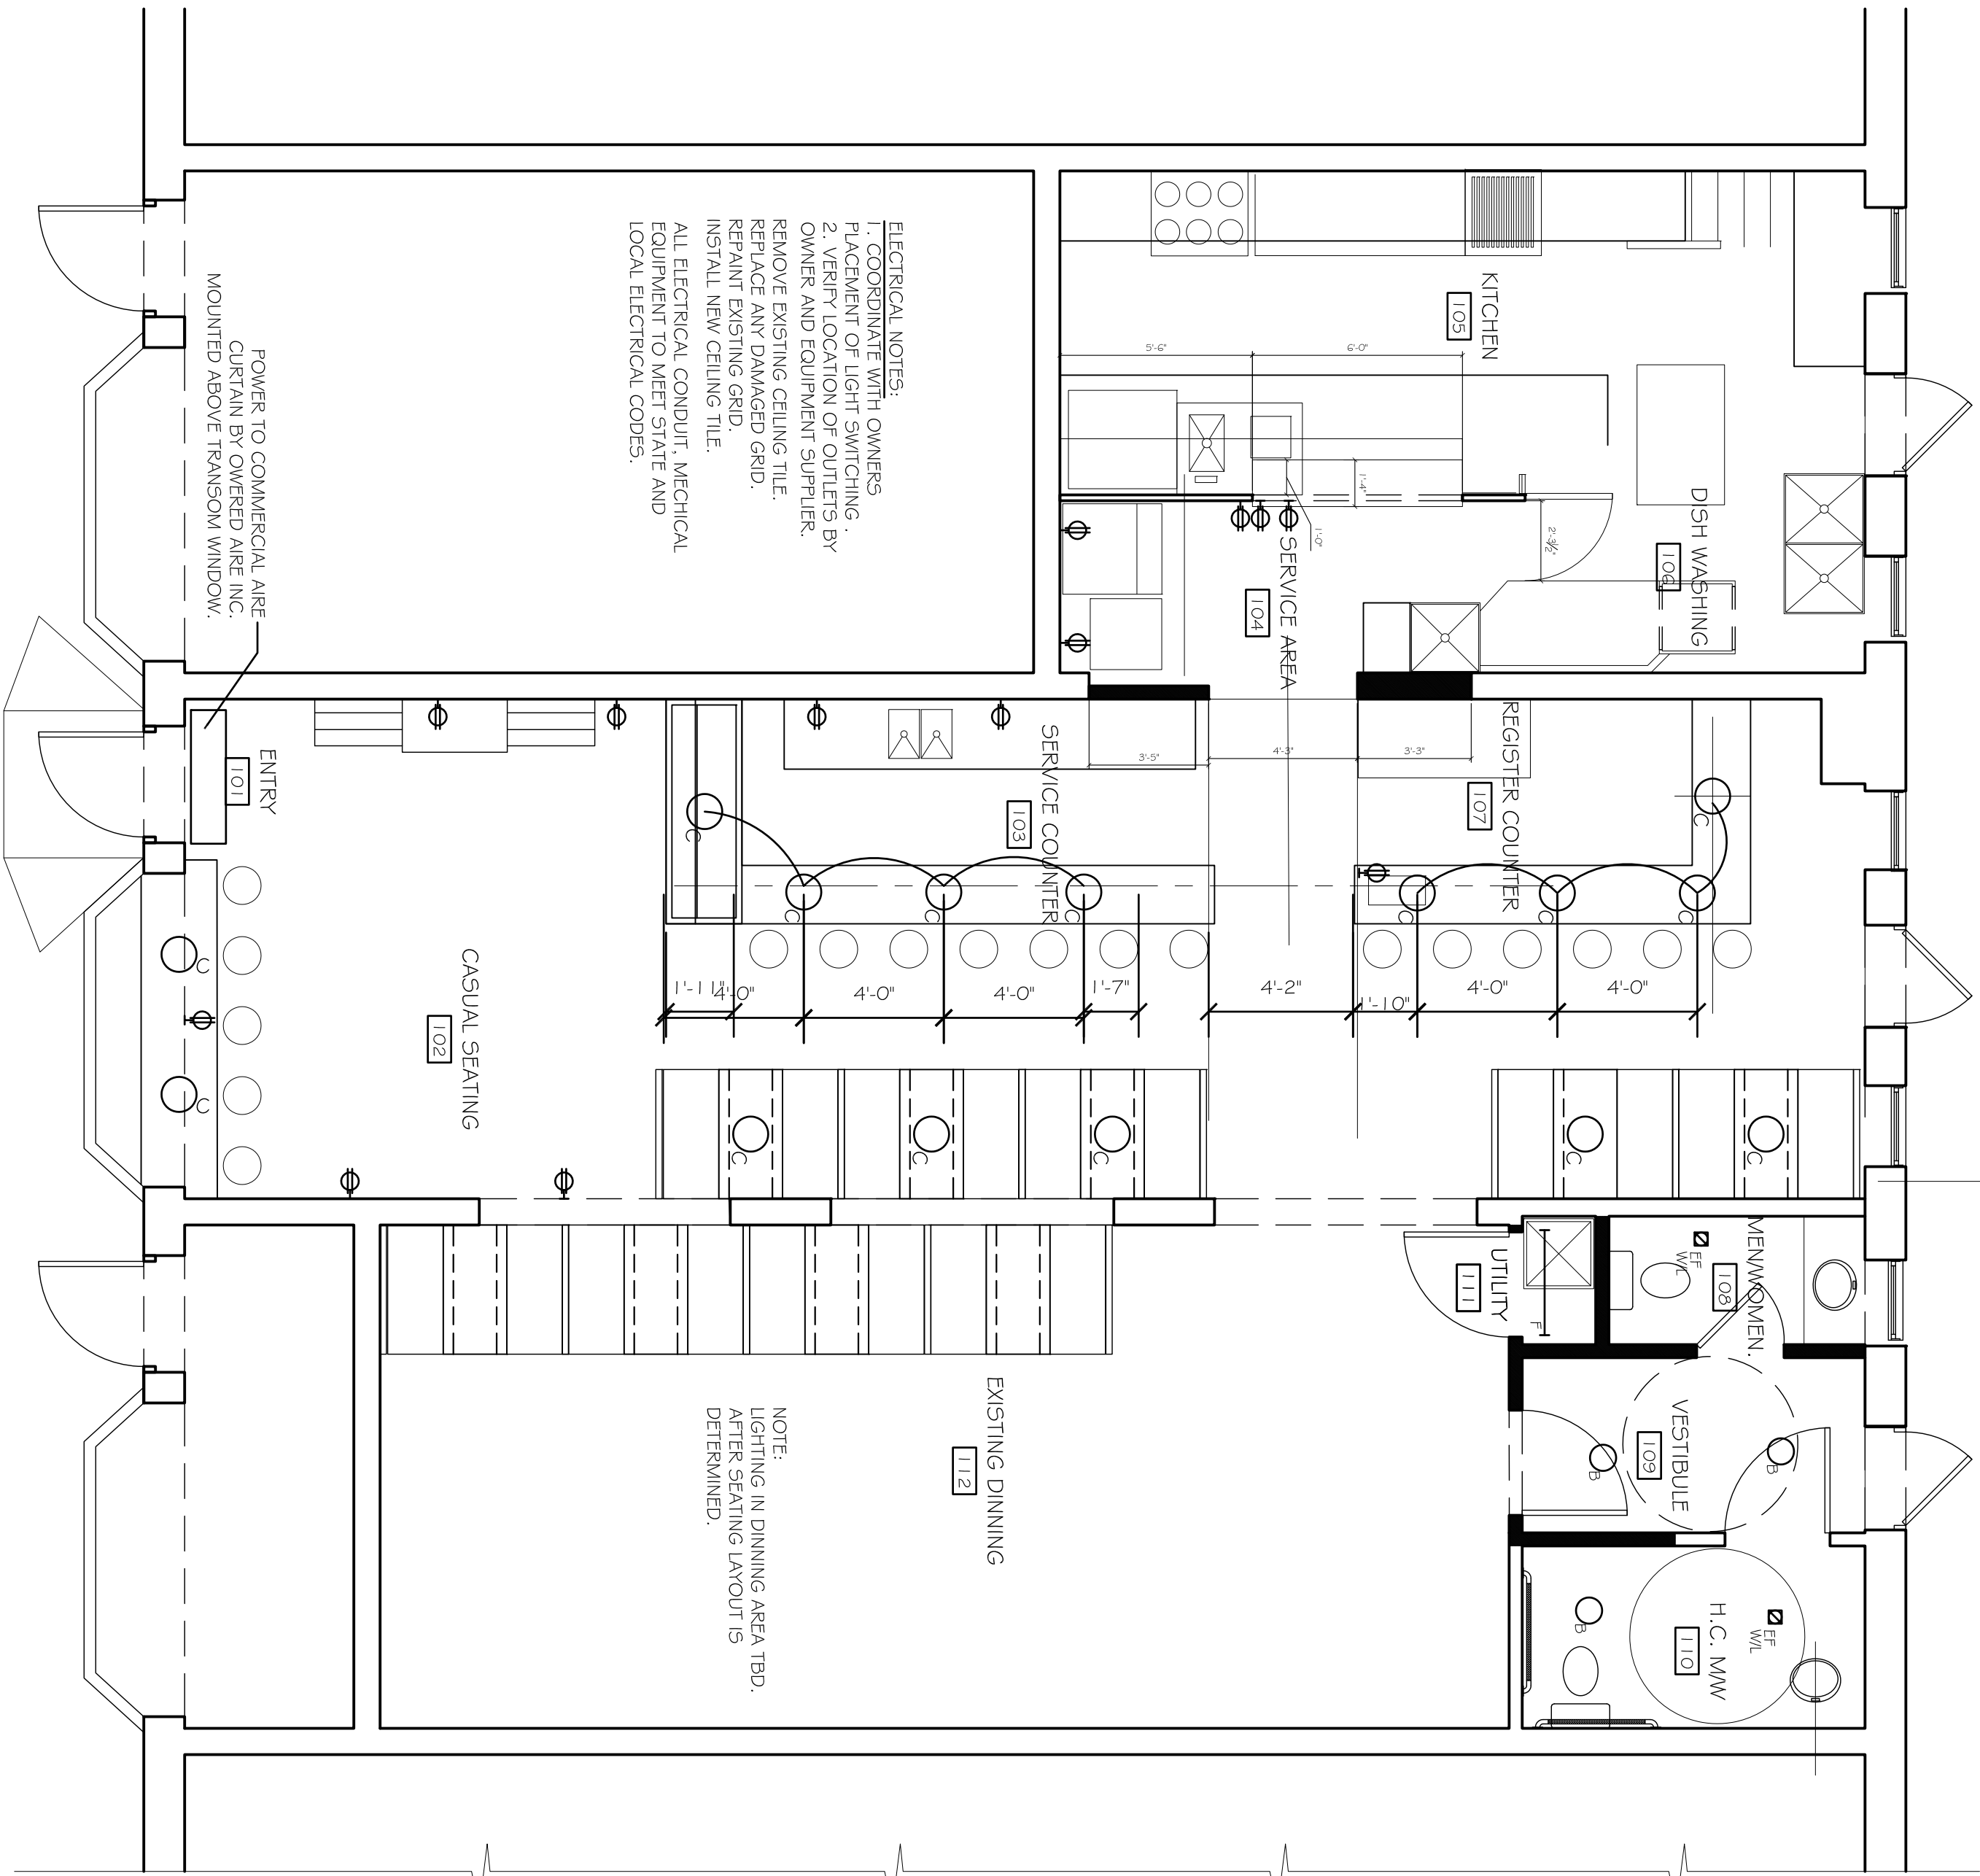 ELECTRICAL NOTES:
1. COORDINATE WITH OWNERS
PLACEMENT OF LIGHT SWITCHING .
2. VERIFY LOCATION OF OUTLETS BY
OWNER AND EQUIPMENT SUPPLIER.
REMOVE EXISTING CEILING TILE.
REPLACE ANY DAMAGED GRID.
REPAINT EXISTING GRID.
INSTALL NEW CEILING TILE.
ALL ELECTRICAL CONDUIT, MECHICAL
EQUIPMENT TO MEET STATE AND
LOCAL ELECTRICAL CODES.
POWER TO COMMERCIAL AIRE
CURTAIN BY OWERED AIRE INC.
MOUNTED ABOVE TRANSOM WINDOW.
KITCHEN
105
5'-6"
6'-0"
1'-4"
1'-0"
2'-3½"
DISH WASHING
106
SERVICE AREA
104
ENTRY
101
SERVICE COUNTER
103
REGISTER COUNTER
107
3'-5"
4'-3"
3'-3"
C
C
C
C
C
C
C
C
C
C
1'-11"
4'-0"
4'-0"
4'-0"
1'-7"
4'-2"
1'-10"
4'-0"
4'-0"
CASUAL SEATING
102
C
C
C
C
C
MEN/WOMEN.
108
EF
W/L
UTILITY
111
F
VESTIBULE
109
B
B
EXISTING DINNING
112
NOTE:
LIGHTING IN DINNING AREA TBD.
AFTER SEATING LAYOUT IS
DETERMINED.
H.C. M/W
110
EF
W/L
B